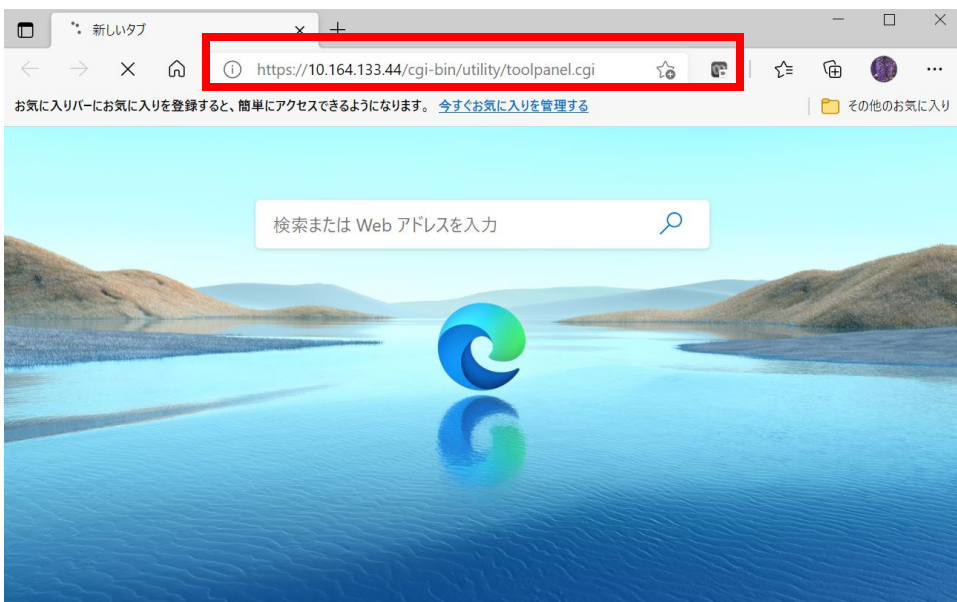 新しいタブ
https://10.164.133.44/cgi-bin/utility/toolpanel.cgi
お気に入りバーにお気に入りを登録すると、簡単にアクセスできるようになります。 今すぐお気に入りを管理する
その他のお気に入り
検索または Web アドレスを入力